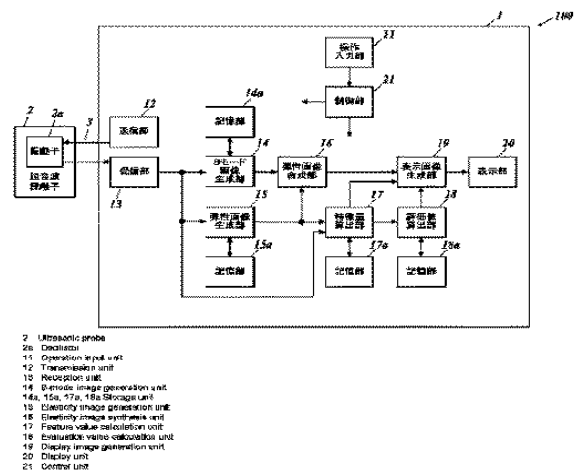 1
100
11
操作
入力部
21
制御部
2
2a
3
振動子
超音波
探触子
12
送信部
13
受信部
14a
記憶部
14
Bモード
画像
生成部
15
弾性画像
生成部
15a
記憶部
16
弾性画像
合成部
17
特徴量
算出部
17a
記憶部
18
評価値
算出部
18a
記憶部
19
表示画像
生成部
20
表示部
2 Ultrasonic probe
2a Oscillator
11 Operation input unit
12 Transmission unit
13 Reception unit
14 B-mode image generation unit
14a, 15a, 17a, 18a Storage unit
15 Elasticity image generation unit
16 Elasticity image synthesis unit
17 Feature value calculation unit
18 Evaluation value calculation unit
19 Display image generation unit
20 Display unit
21 Control unit